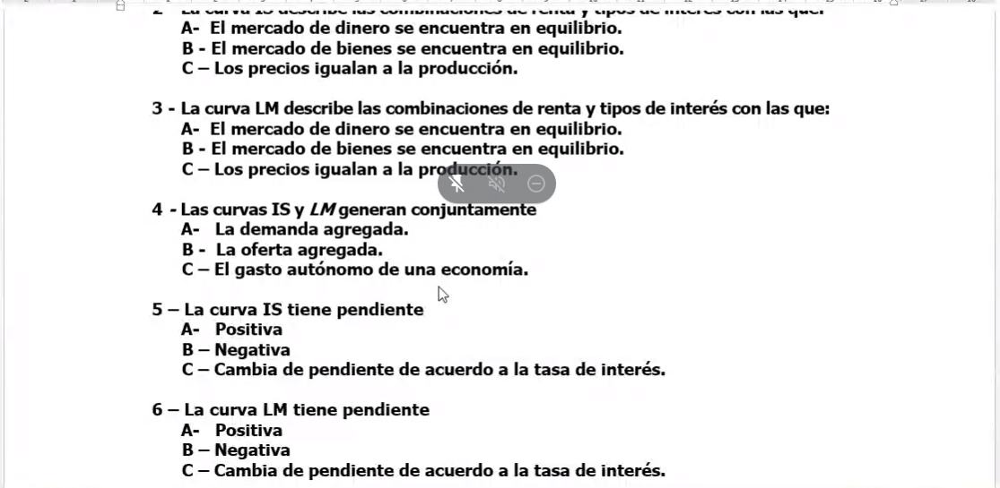 2 - La curva IS describe las combinaciones de renta y tipos de interés con las que:
A- El mercado de dinero se encuentra en equilibrio.
B - El mercado de bienes se encuentra en equilibrio.
C – Los precios igualan a la producción.
3 - La curva LM describe las combinaciones de renta y tipos de interés con las que:
A- El mercado de dinero se encuentra en equilibrio.
B - El mercado de bienes se encuentra en equilibrio.
C – Los precios igualan a la producción.
4 - Las curvas IS y LM generan conjuntamente
A- La demanda agregada.
B - La oferta agregada.
C – El gasto autónomo de una economía.
5 – La curva IS tiene pendiente
A- Positiva
B – Negativa
C – Cambia de pendiente de acuerdo a la tasa de interés.
6 – La curva LM tiene pendiente
A- Positiva
B – Negativa
C – Cambia de pendiente de acuerdo a la tasa de interés.